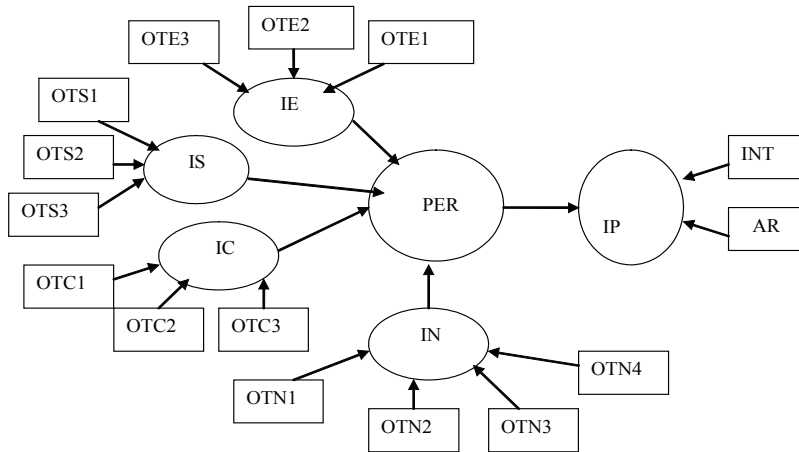 OTE2
OTE3
OTE1
OTS1
IE
OTS2
IS
INT
OTS3
PER
IP
AR
IC
OTC1
OTC2
OTC3
IN
OTN4
OTN1
OTN2
OTN3